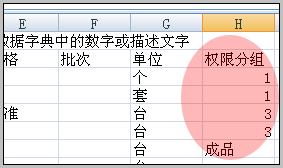 E F G H
数据字典中的数字或描述文字
格 批次 单位 权限分组
个 1
套 1
准 台 3
台 3
成品
台